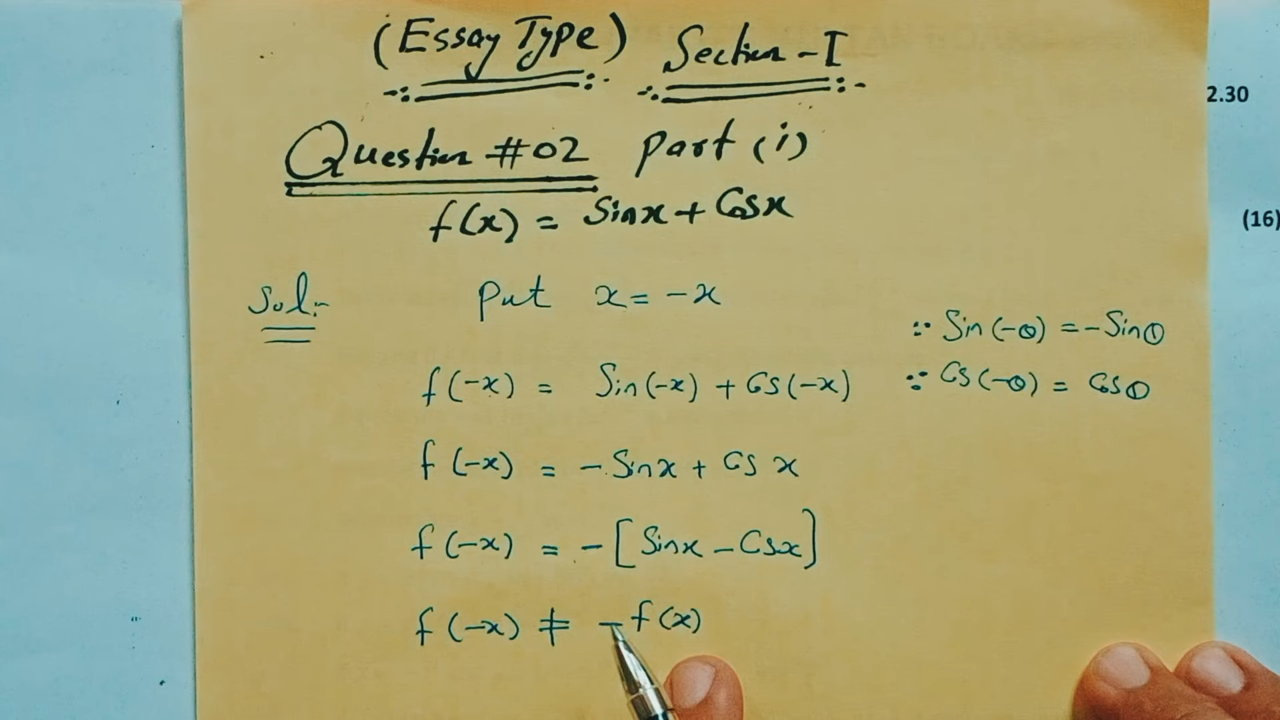 (Essay Type) Section-I
2.30
Question #02 Part (i)
f(x) = Sinx + Cosx
(16)
Sol:- Put x = -x
f(-x) = Sin(-x) + Cos(-x)
∵ Sin(-θ) = -Sinθ
∵ Cos(-θ) = Cosθ
f(-x) = -Sinx + Cos x
f(-x) = -[Sinx - Cosx]
f(-x) ≠ -f(x)